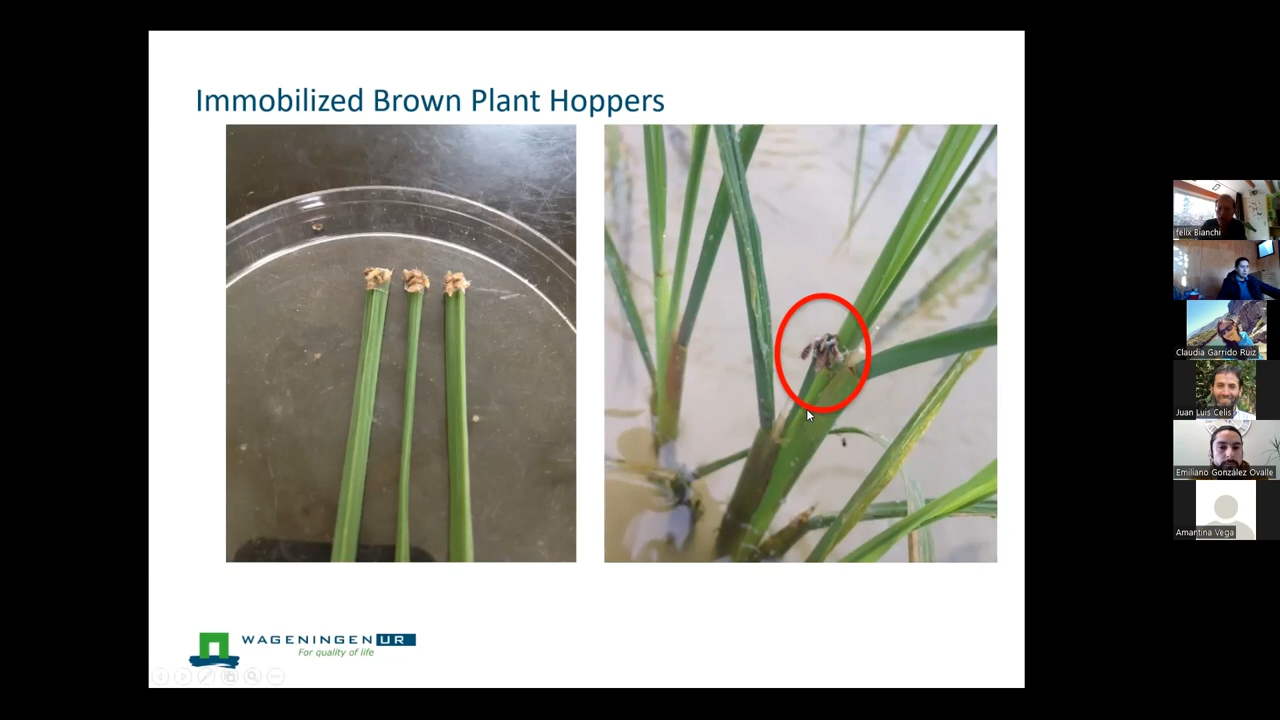 Immobilized Brown Plant Hoppers
WAGENINGEN UR
For quality of life
felix Bianchi
Claudia Garrido Ruiz
Juan Luis Celis
Emiliano González Ovalle
Amantina Vega